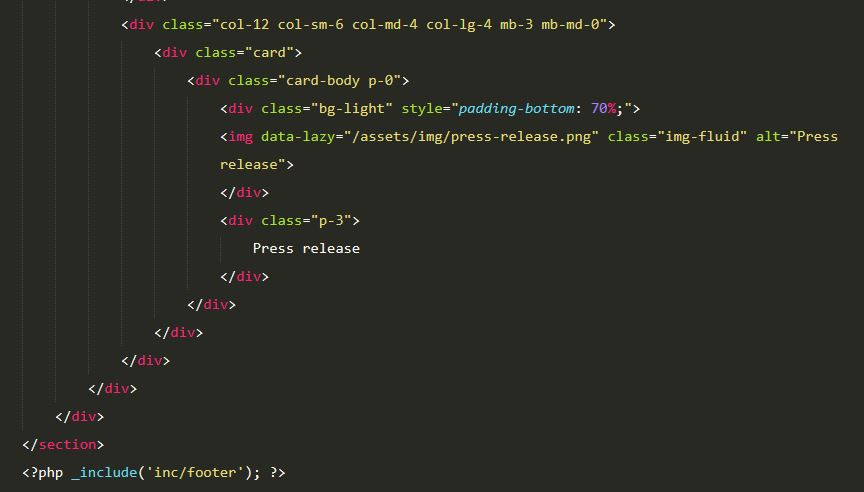 <div class="col-12 col-sm-6 col-md-4 col-lg-4 mb-3 mb-md-0">
<div class="card">
<div class="card-body p-0">
<div class="bg-light" style="padding-bottom: 70%;">
<img data-lazy="/assets/img/press-release.png" class="img-fluid" alt="Press
release">
</div>
<div class="p-3">
Press release
</div>
</div>
</div>
</div>
</div>
</div>
</section>
<?php _include('inc/footer'); ?>